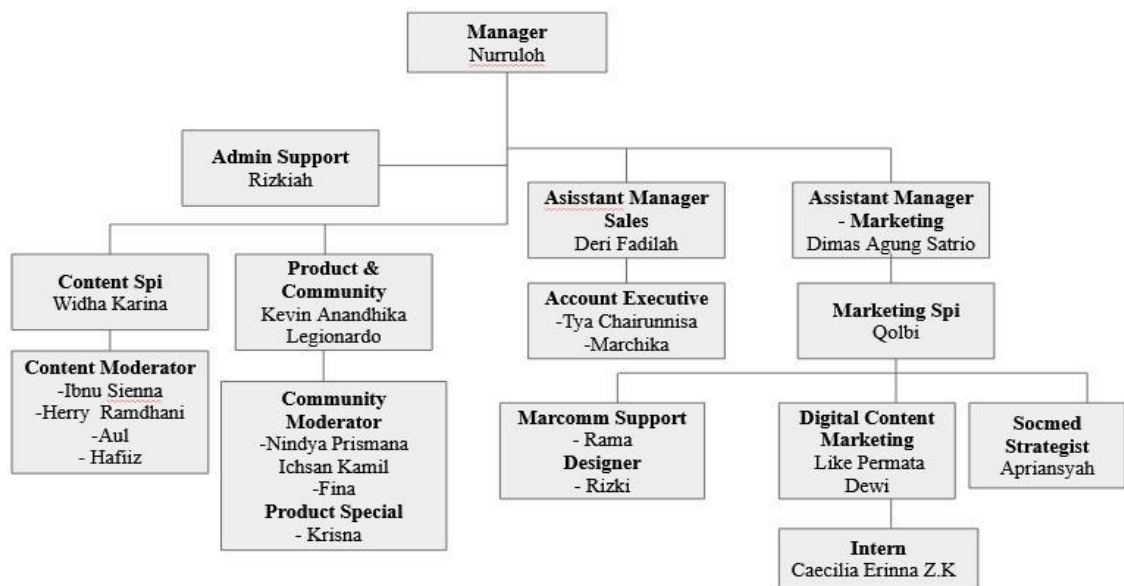 Manager
Nurruloh
Admin Support
Rizkiah
Asisstant Manager
Sales
Deri Fadilah
Assistant Manager
- Marketing
Dimas Agung Satrio
Content Spi
Widha Karina
Product &
Community
Kevin Anandhika
Legionardo
Account Executive
-Tya Chairunnisa
-Marchika
Marketing Spi
Qolbi
Content Moderator
-Ibnu Sienna
-Herry Ramdhani
-Aul
- Hafiiz
Community
Moderator
-Nindya Prismana
Ichsan Kamil
-Fina
Product Special
- Krisna
Marcomm Support
- Rama
Designer
- Rizki
Digital Content
Marketing
Like Permata
Dewi
Socmed
Strategist
Apriansyah
Intern
Caecilia Erinna Z.K